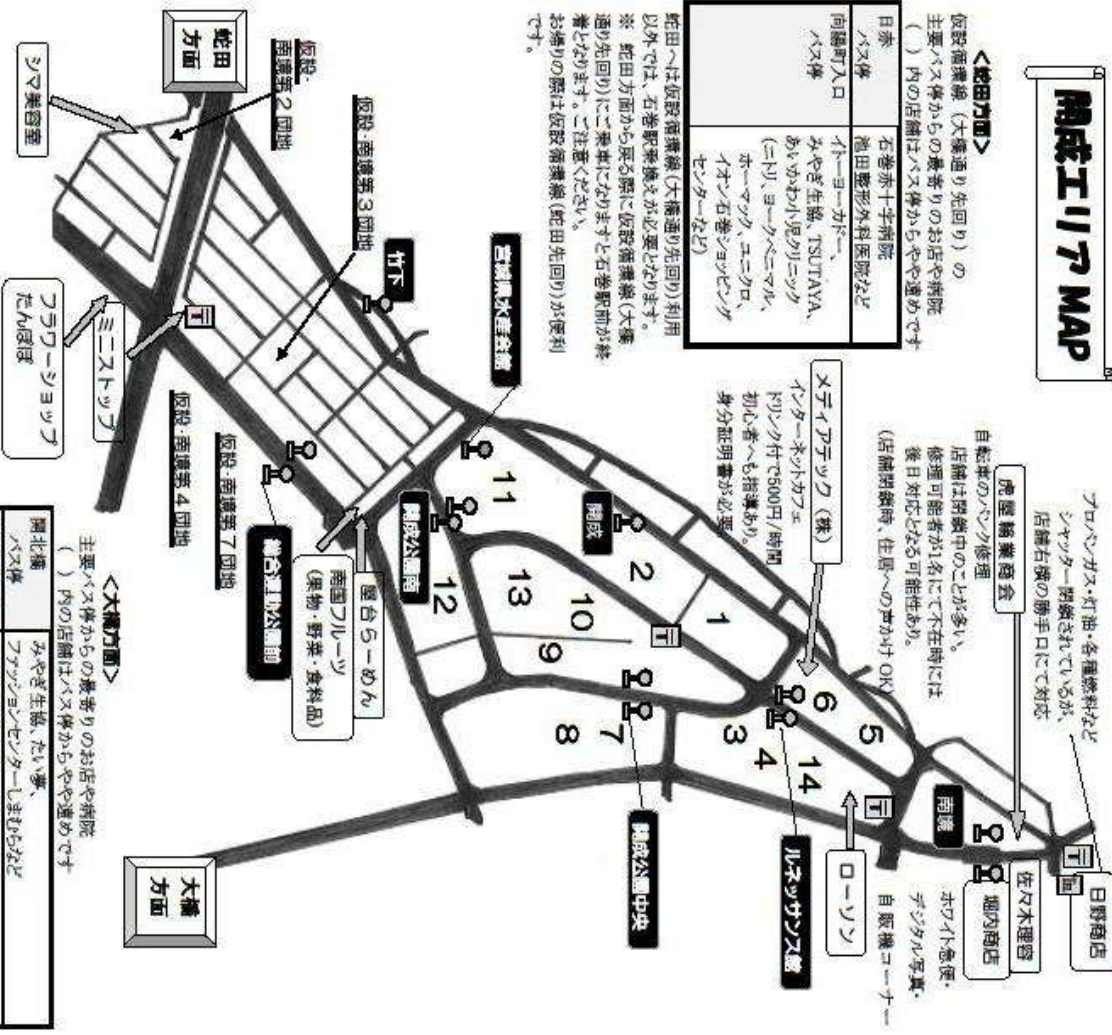 開成エリア MAP
<蛇田方面>
仮設循環線（大橋通り先回り）の
主要バス停からの最寄りのお店や病院
（ ）内の店舗はバス停からやや遠めです
日赤
バス停
石巻赤十字病院
池田整形外科医院など
向陽町入口
バス停
イトーヨーカドー、
みやぎ生協、TSUTAYA、
あいかわ小児クリニック
（ニトリ、ヨークベニマル、
ホーマック、ユニクロ、
イオン石巻ショッピング
センターなど）
蛇田へは仮設循環線（大橋通り先回り）利用
以外では、石巻駅乗換えが必要となります。
※ 蛇田方面から戻る際に仮設循環線（大橋
通り先回り）にご乗車になりますと石巻駅前が終
着となります。ご注意ください。
お帰りの際は仮設循環線（蛇田先回り）が便利
です。
プロパンガス・灯油・各種燃料など
シャッター閉鎖されているが、
店舗右横の勝手口にて対応
虎屋輪業商会
自転車のパンク修理
店舗は閉鎖中のことが多い。
修理可能者が1名にて不在時には
後日対応となる可能性あり。
（店舗閉鎖時、住居への声かけ OK）
メディアテック（株）
インターネットカフェ
ドリンク付で500円/時間
初心者へも指導あり。
身分証明書が必要
日野商店
佐々木理容
堀内商店
ホワイト急便・
デジタル写真・
自販機コーナー
ローソン
南境
ルネッサンス館
開成公園中央
開成
宮城県水産会館
竹下
開成公園南
総合運動公園前
1
2
3
4
5
6
7
8
9
10
11
12
13
14
蛇田
方面
仮設・
南境第2団地
シマ美容室
仮設・南境第3団地
ミニストップ
フラワーショップ
たんぽぽ
仮設・南境第4団地
仮設・南境第7団地
屋台らーめん
南国フルーツ
（果物・野菜・食料品）
大橋
方面
<大橋方面>
主要バス停からの最寄りのお店や病院
（ ）内の店舗はバス停からやや遠めです
開北橋
バス停
みやぎ生協、たい夢、
ファッションセンターしまむらなど